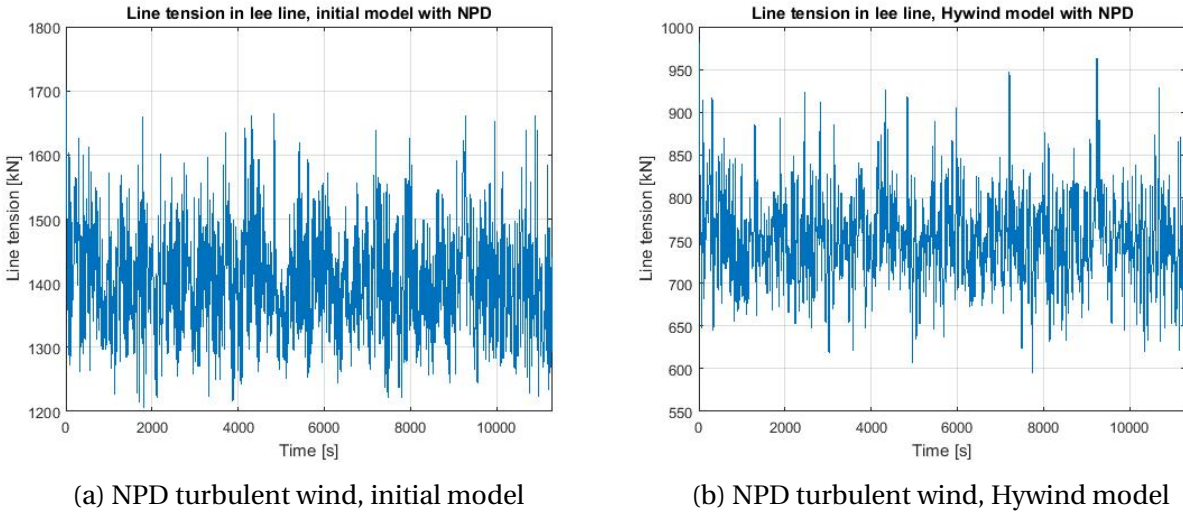 Line tension in lee line, initial model with NPD
Line tension [kN]
1800
1700
1600
1500
1400
1300
1200
0 2000 4000 6000 8000 10000
Time [s]
(a) NPD turbulent wind, initial model
Line tension in lee line, Hywind model with NPD
Line tension [kN]
1000
950
900
850
800
750
700
650
600
550
0 2000 4000 6000 8000 10000
Time [s]
(b) NPD turbulent wind, Hywind model